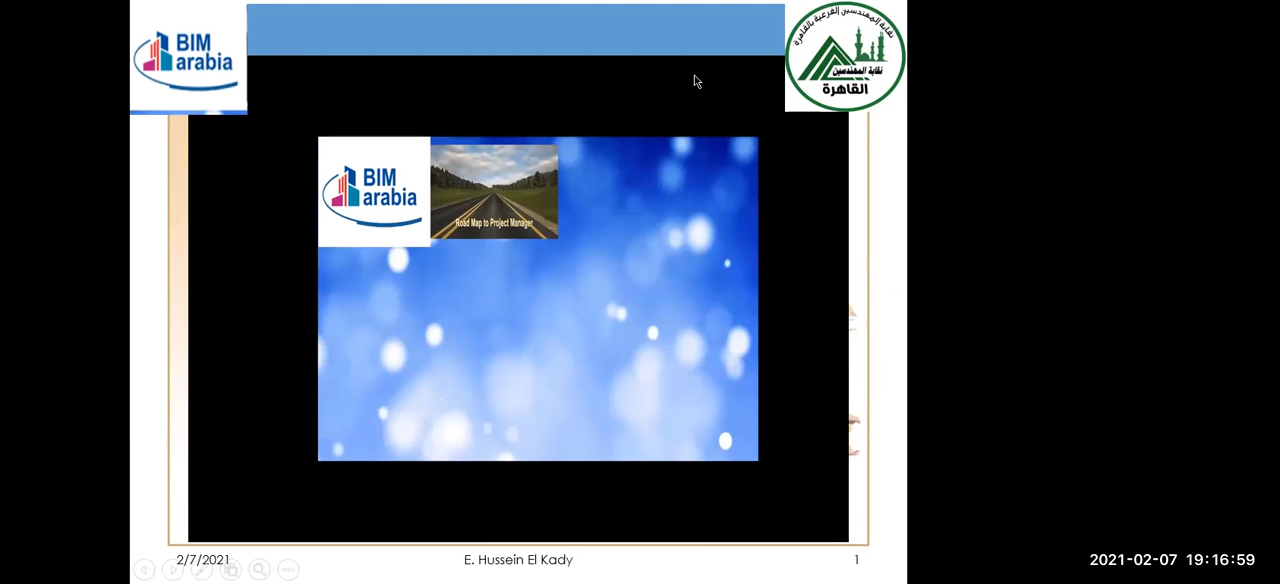 BIM
arabia
نقابة المهندسين الفرعية بالقاهرة
نقابة المهندسين
القاهرة
BIM
arabia
Road Map to Project Manager
2/7/2021
E. Hussein El Kady
1
2021-02-07 19:16:59